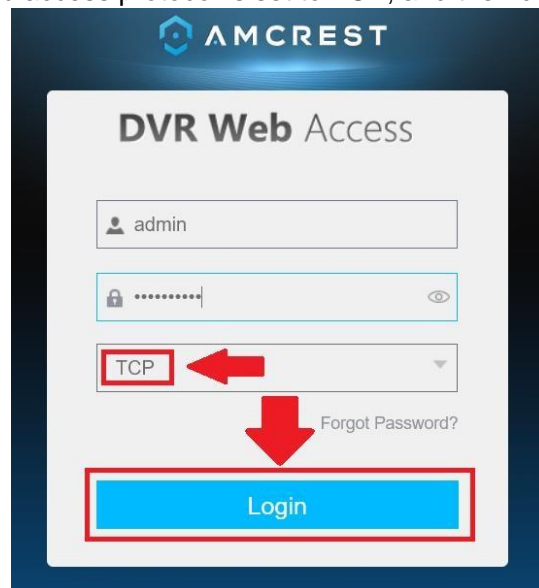 AMCREST
DVR Web Access
admin
••••••••••
TCP
Forgot Password?
Login